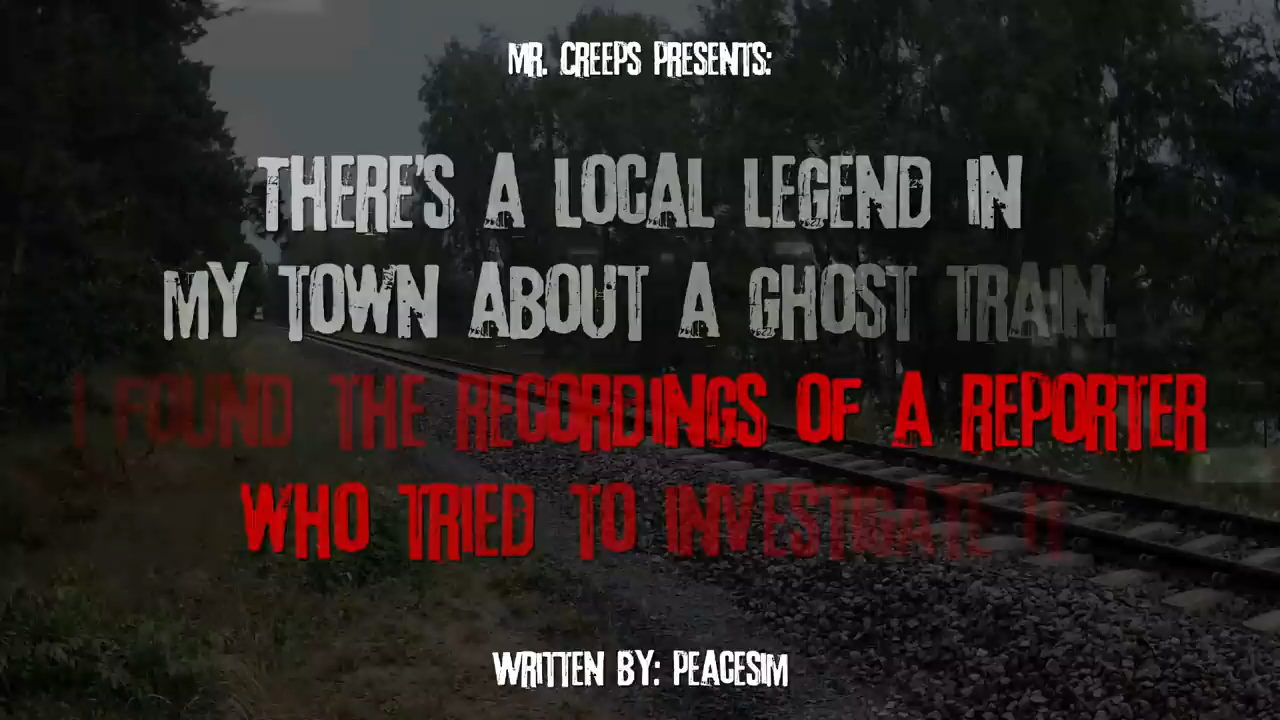 MR. CREEPS PRESENTS:
THERE'S A LOCAL LEGEND IN
MY TOWN ABOUT A GHOST TRAIN.
I FOUND THE RECORDINGS OF A REPORTER
WHO TRIED TO INVESTIGATE IT
WRITTEN BY: PEACESIM